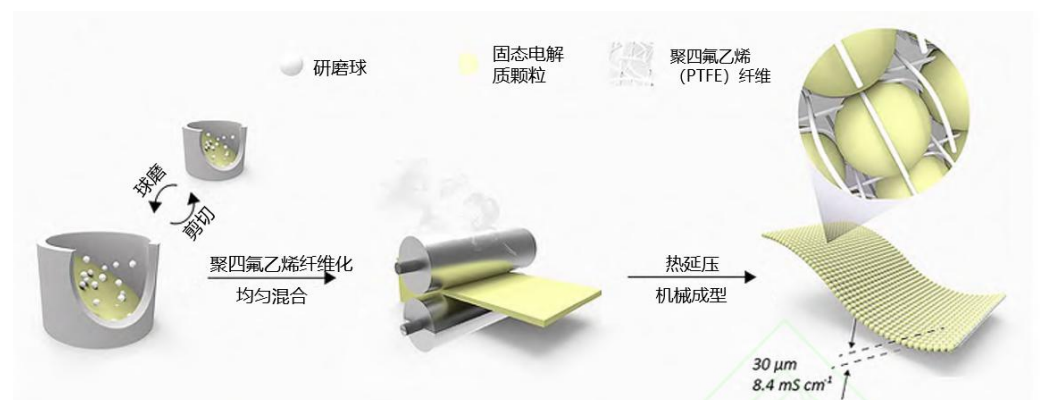 研磨球
固态电解
质颗粒
聚四氟乙烯
（PTFE）纤维
球磨
剪切
聚四氟乙烯纤维化
均匀混合
热延压
机械成型
30 μm
8.4 mS cm⁻¹